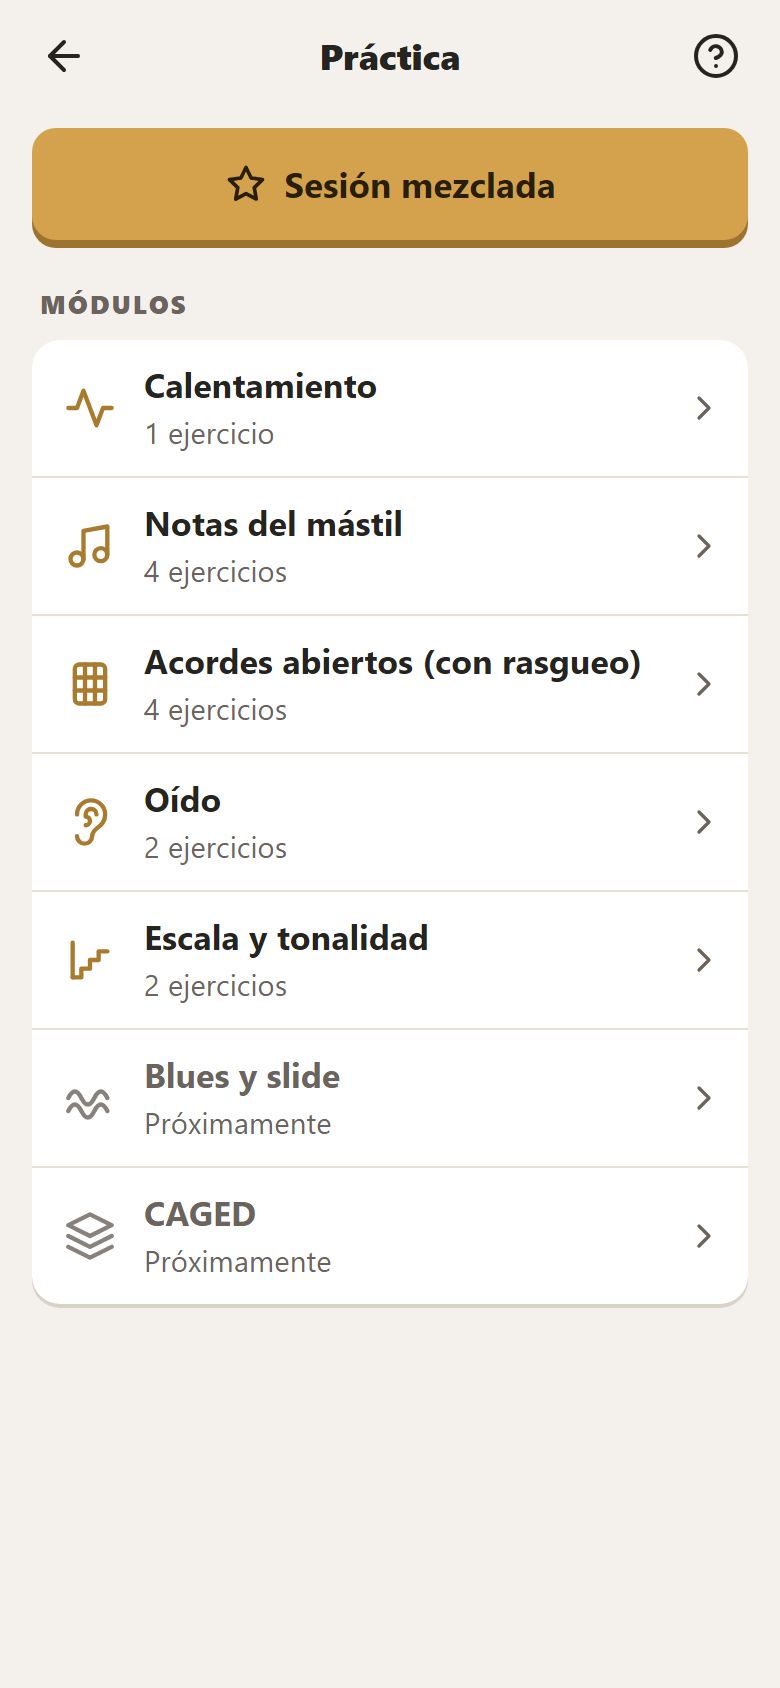 Práctica
Sesión mezclada
MÓDULOS
Calentamiento
1 ejercicio
Notas del mástil
4 ejercicios
Acordes abiertos (con rasgueo)
4 ejercicios
Oído
2 ejercicios
Escala y tonalidad
2 ejercicios
Blues y slide
Próximamente
CAGED
Próximamente